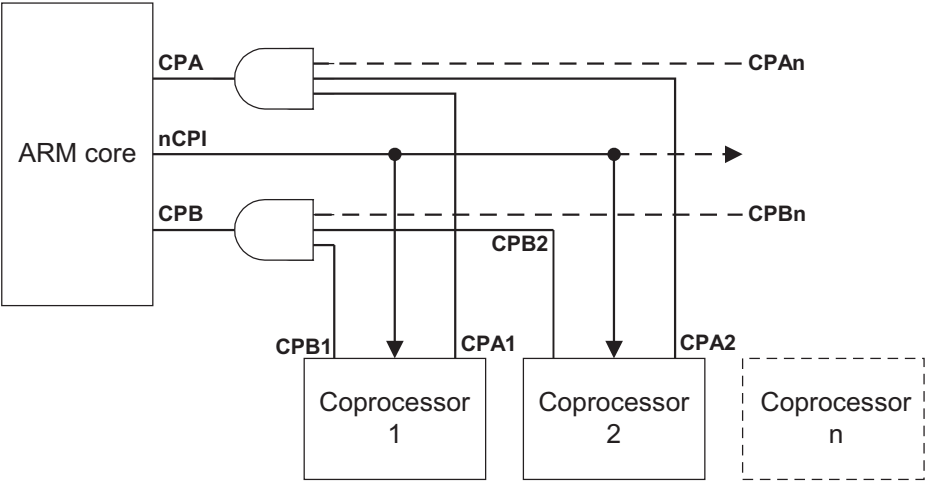 CPA
CPAn
nCPI
ARM core
CPB
CPBn
CPB2
CPB1
CPA1
CPA2
Coprocessor
1
Coprocessor
2
Coprocessor
n